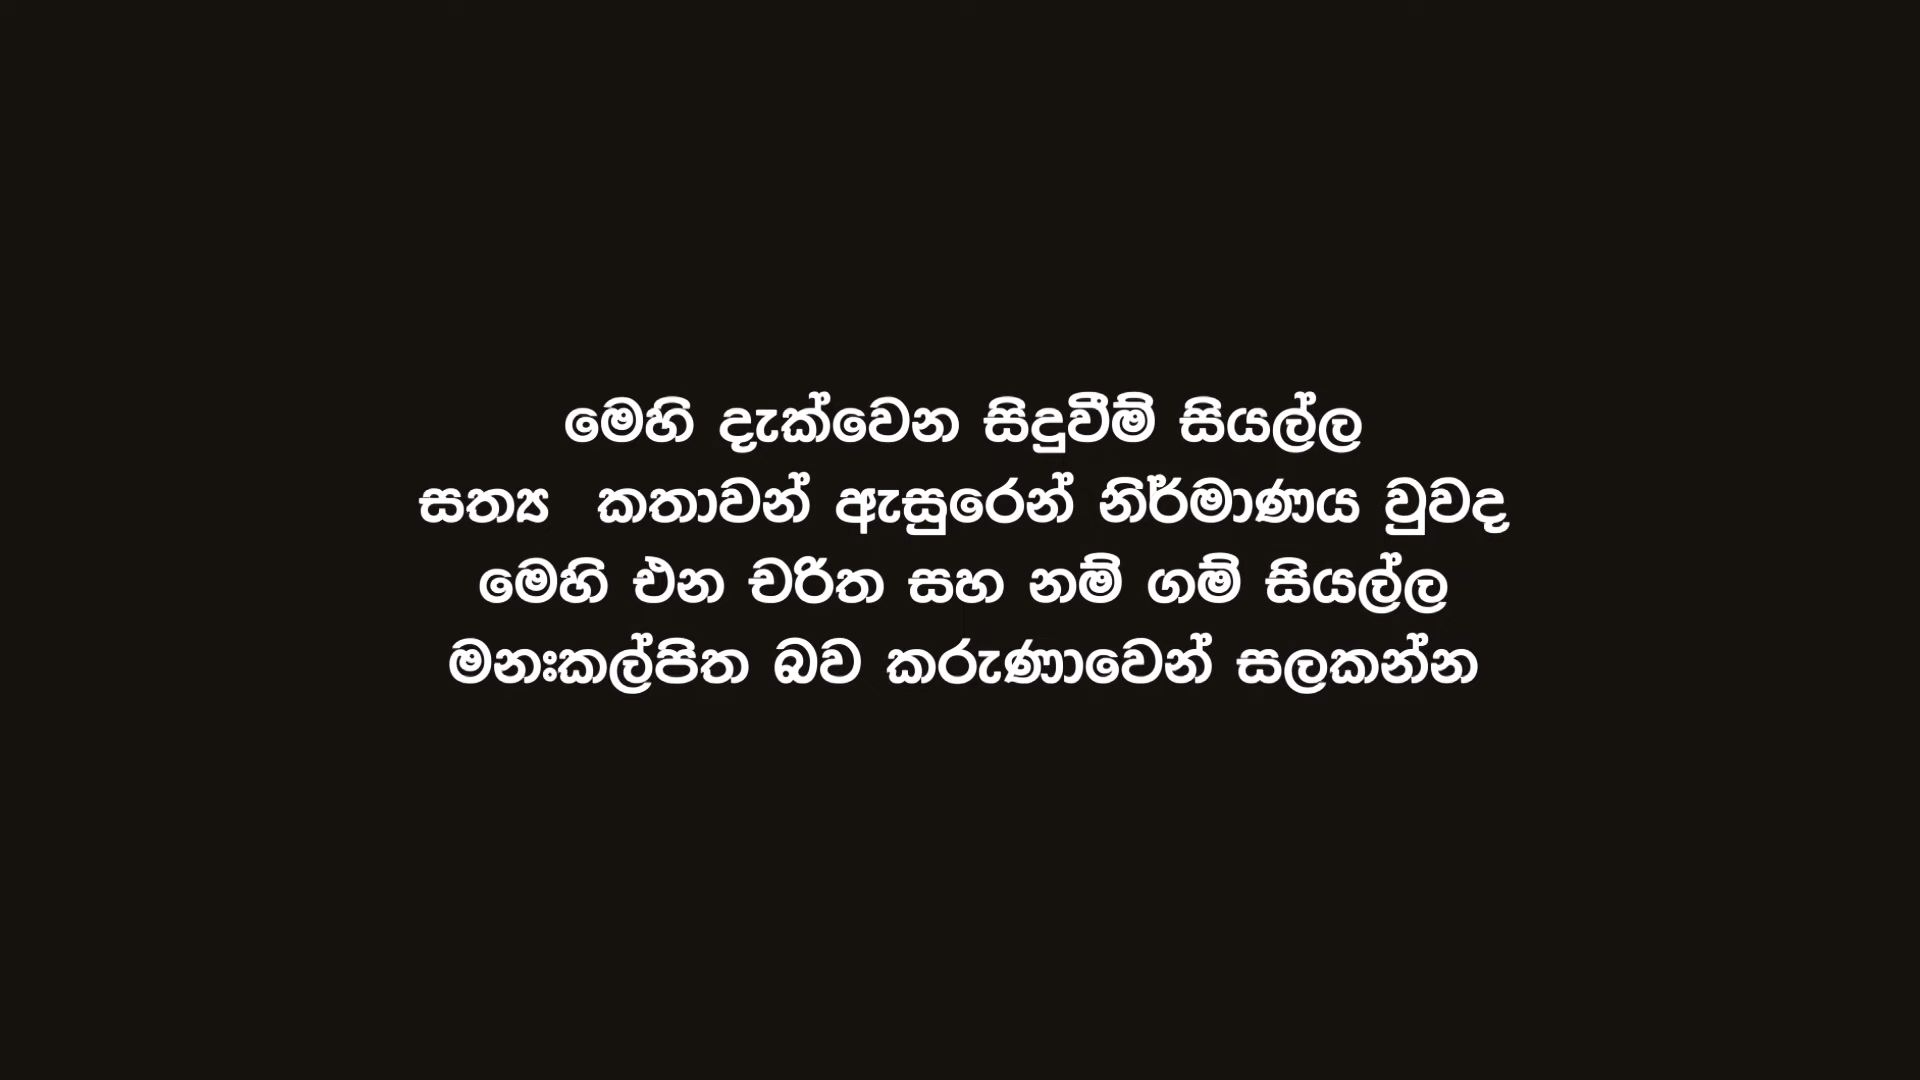 මෙහි දැක්වෙන සිදුවීම් සියල්ල
සත්‍ය කතාවන් ඇසුරෙන් නිර්මාණය වුවද
මෙහි එන චරිත සහ නම් ගම් සියල්ල
මනඃකල්පිත බව කරුණාවෙන් සලකන්න